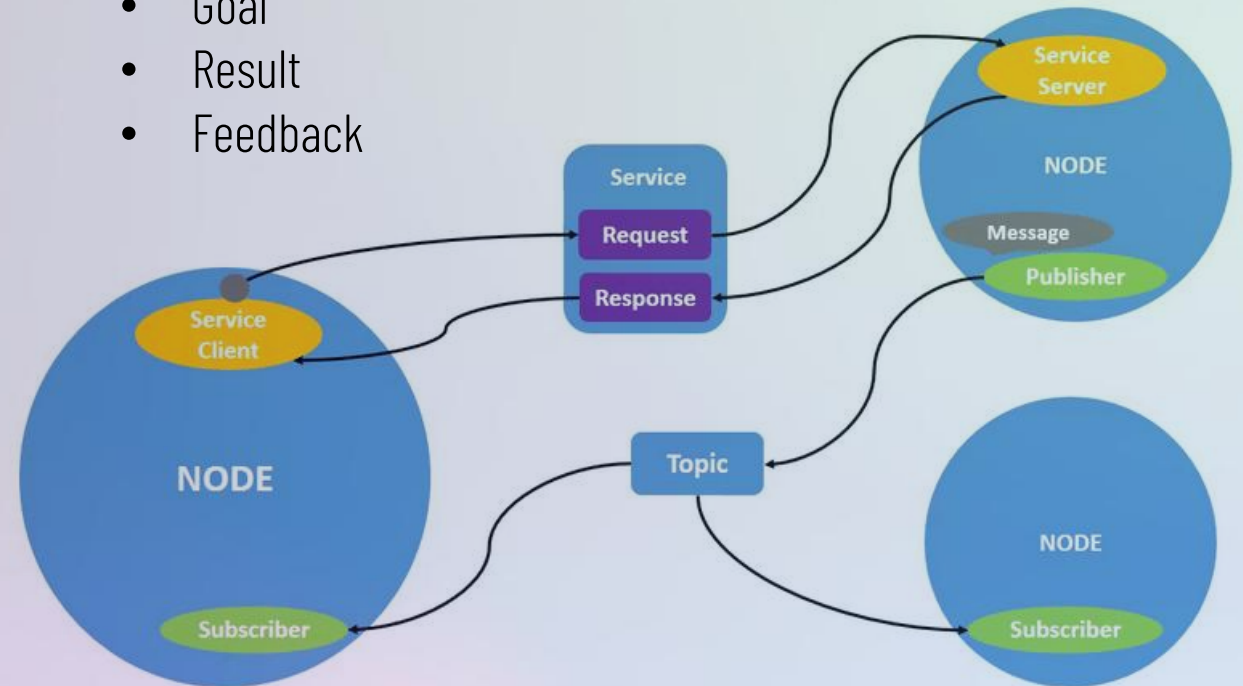 Goal
• Result
• Feedback
Service
Server
NODE
Message
Publisher
Service
Request
Response
Service
Client
NODE
Subscriber
Topic
NODE
Subscriber